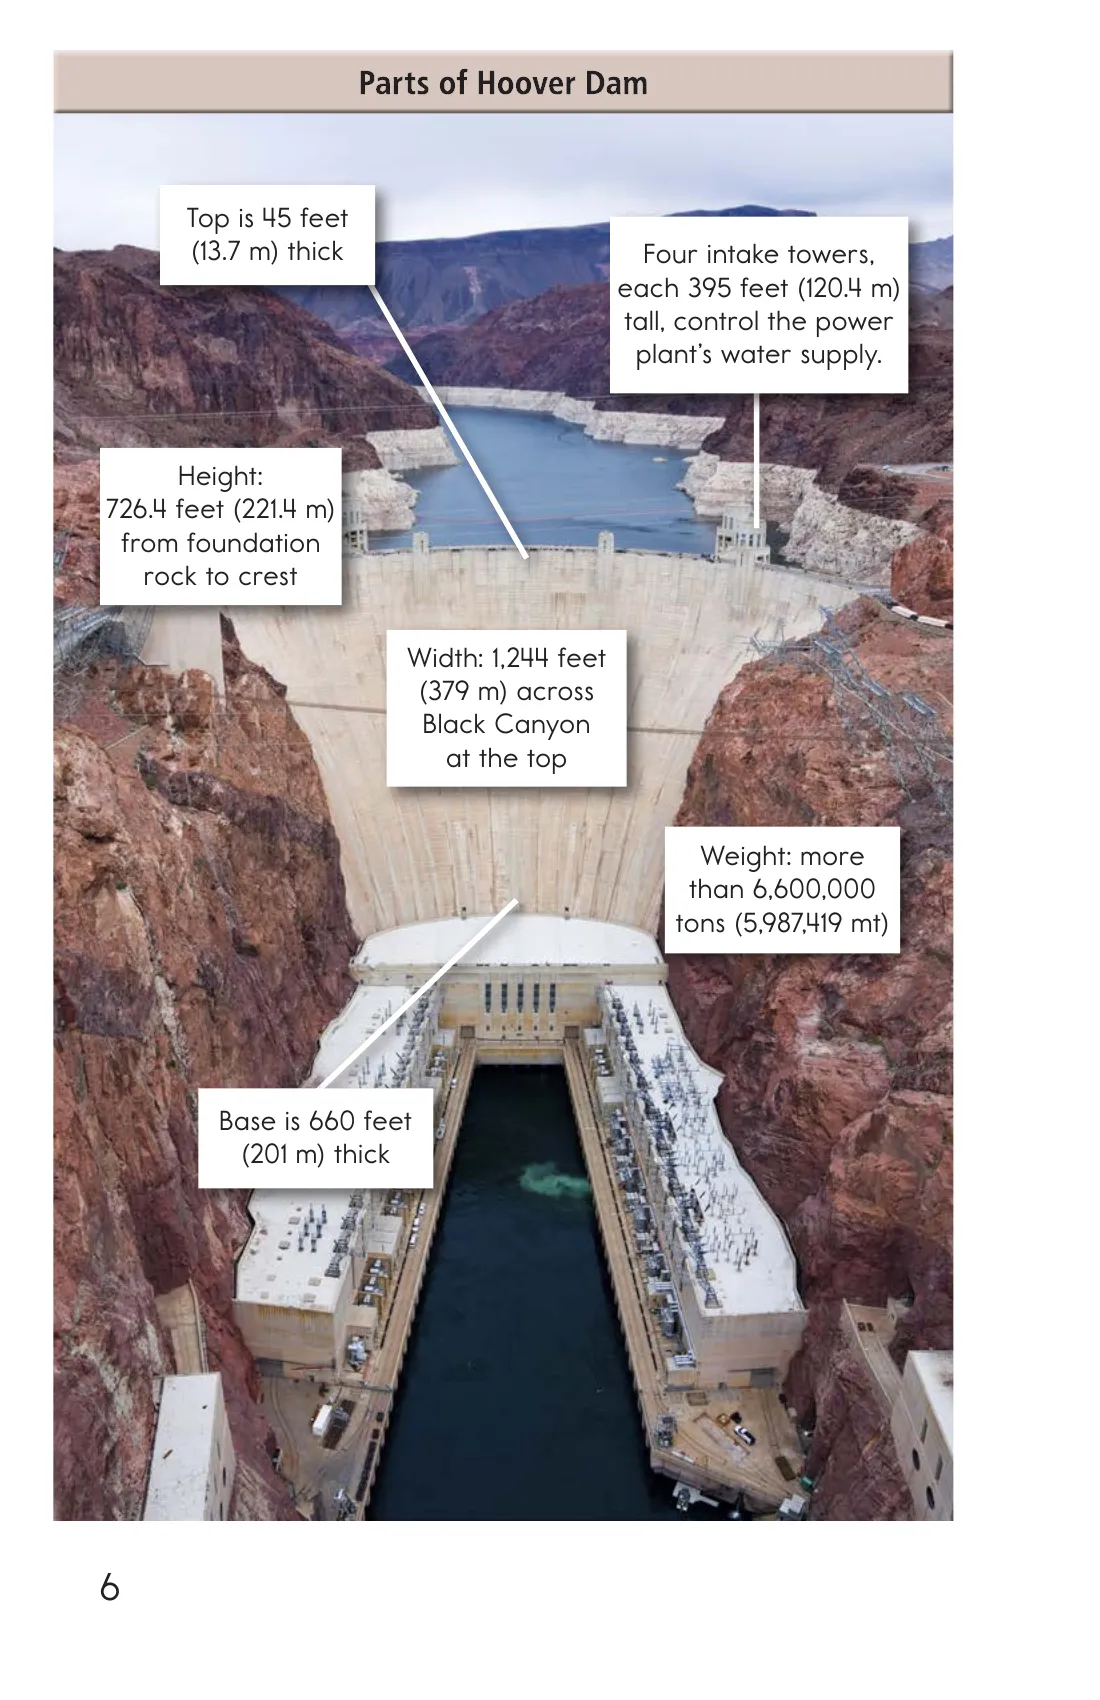 Parts of Hoover Dam
Top is 45 feet
(13.7 m) thick
Four intake towers,
each 395 feet (120.4 m)
tall, control the power
plant’s water supply.
Height:
726.4 feet (221.4 m)
from foundation
rock to crest
Width: 1,244 feet
(379 m) across
Black Canyon
at the top
Weight: more
than 6,600,000
tons (5,987,419 mt)
Base is 660 feet
(201 m) thick
6